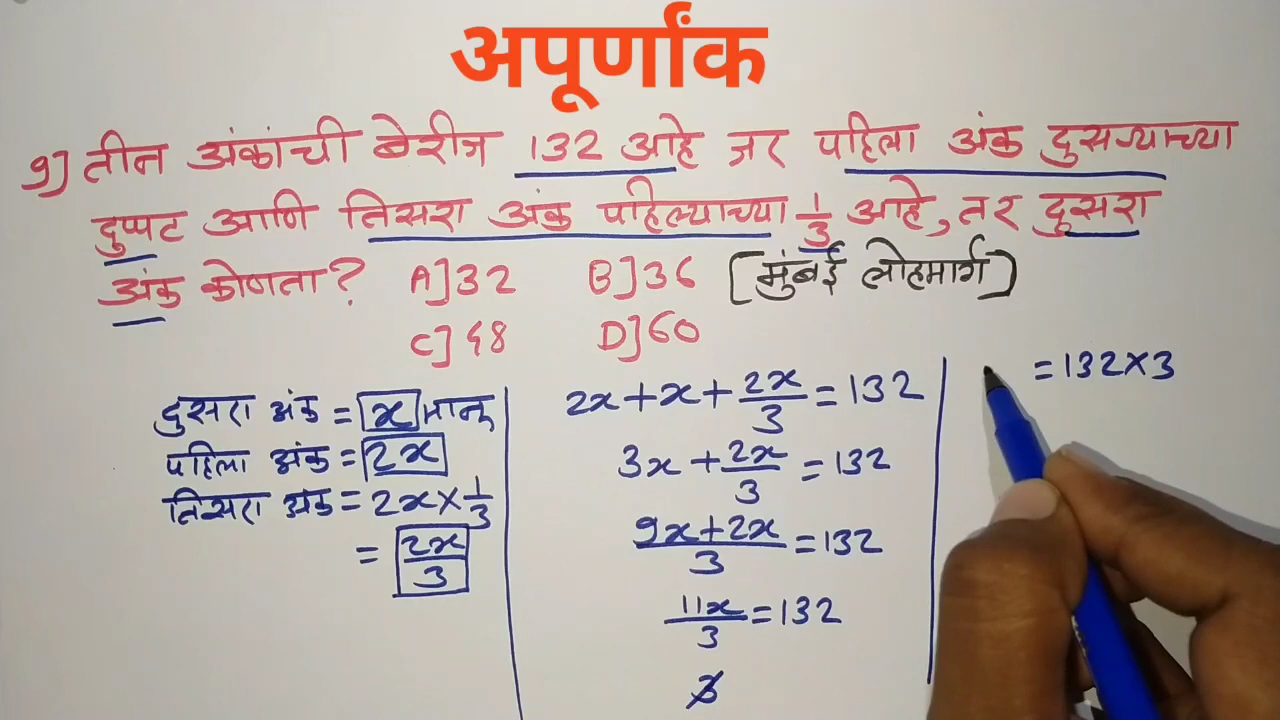 अपूर्णांक
१] तीन अंकांची बेरीज 132 आहे जर पहिला अंक दुसऱ्याच्या
दुप्पट आणि तिसरा अंक पहिल्याच्या 1/3 आहे, तर दुसरा
अंक कोणता? A] 32 B] 36 [मुंबई लोहमार्ग]
C] 48 D] 60
दुसरा अंक = x मानू
पहिला अंक = 2x
तिसरा अंक = 2x × 1/3
= 2x/3
2x + x + 2x/3 = 132
3x + 2x/3 = 132
9x + 2x/3 = 132
11x/3 = 132
= 132 × 3